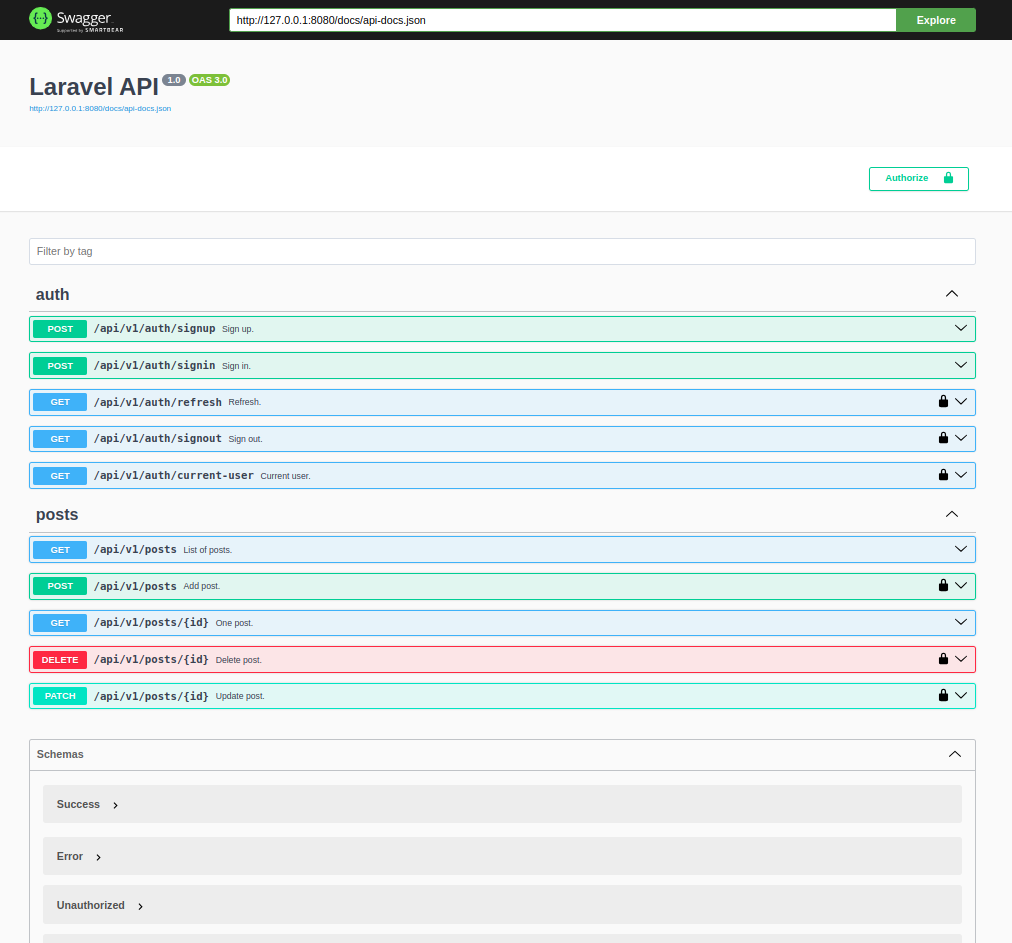 {...} Swagger
Supported by SMARTBEAR
http://127.0.0.1:8080/docs/api-docs.json
Explore
Laravel API 1.0 OAS 3.0
http://127.0.0.1:8080/docs/api-docs.json
Authorize
Filter by tag
auth
POST /api/v1/auth/signup Sign up.
POST /api/v1/auth/signin Sign in.
GET /api/v1/auth/refresh Refresh.
GET /api/v1/auth/signout Sign out.
GET /api/v1/auth/current-user Current user.
posts
GET /api/v1/posts List of posts.
POST /api/v1/posts Add post.
GET /api/v1/posts/{id} One post.
DELETE /api/v1/posts/{id} Delete post.
PATCH /api/v1/posts/{id} Update post.
Schemas
Success
Error
Unauthorized